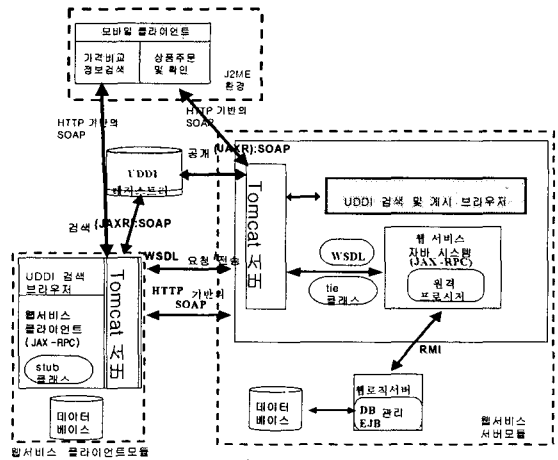 모바일 클라이언트
가격비교
정보검색
상품주문
및 확인
J2ME
환경
HTTP 기반의
SOAP
HTTP 기반의
SOAP
UDDI
레지스트리
공개 (UAXR):SOAP
검색 (JAXR):SOAP
Tomcat 서버
UDDI 검색 및 게시 브라우저
WSDL
tie
클래스
웹 서비스
자바 시스템
(JAX-RPC)
원격
프로시저
WSDL 요청/전송
HTTP 기반의
SOAP
UDDI 검색
브라우저
웹서비스
클라이언트
(JAX-RPC)
stub
클래스
Tomcat 서버
데이터
베이스
웹서비스 클라이언트모듈
RMI
웹로직서버
DB 관리
EJB
데이터
베이스
웹서비스
서버모듈